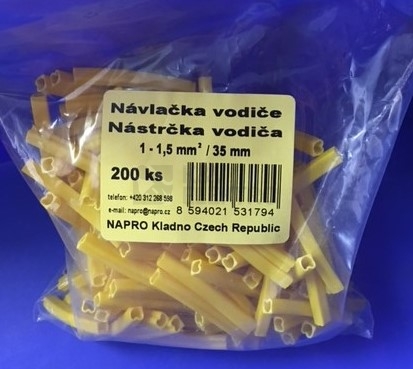 Návlačka vodiče
Nástrčka vodiča
1 - 1,5 mm² / 35 mm
200 ks
telefon: +420 312 268 598
e-mail: napro@napro.cz
8 594021 531794
NAPRO Kladno Czech Republic